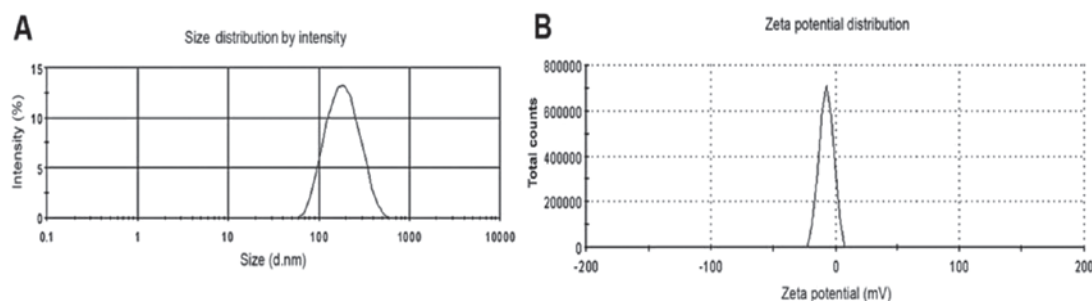 A
Size distribution by intensity
Intensity (%)
15
10
5
0
0.1 1 10 100 1000 10000
Size (d.nm)
B
Zeta potential distribution
Total counts
800000
600000
400000
200000
0
-200 -100 0 100 200
Zeta potential (mV)